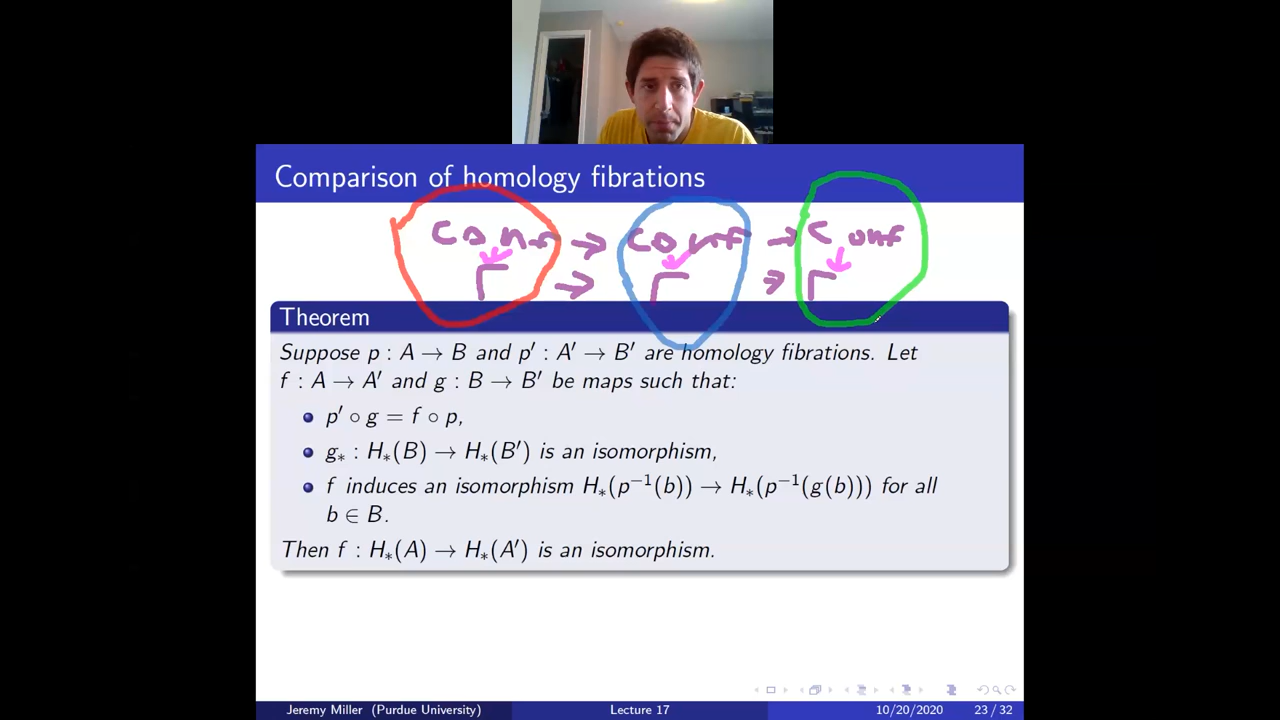 Comparison of homology fibrations
Conf → Conf → Conf
Γ → Γ → Γ
Theorem
Suppose p : A → B and p′ : A′ → B′ are homology fibrations. Let
f : A → A′ and g : B → B′ be maps such that:
p′ ∘ g = f ∘ p,
g∗ : H∗(B) → H∗(B′) is an isomorphism,
f induces an isomorphism H∗(p⁻¹(b)) → H∗(p⁻¹(g(b))) for all
b ∈ B.
Then f : H∗(A) → H∗(A′) is an isomorphism.
Jeremy Miller (Purdue University) Lecture 17 10/20/2020 23 / 32